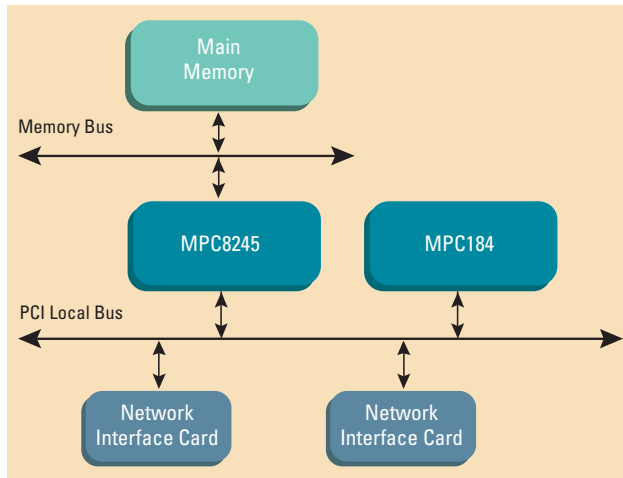 Main
Memory
Memory Bus
MPC8245
MPC184
PCI Local Bus
Network
Interface Card
Network
Interface Card